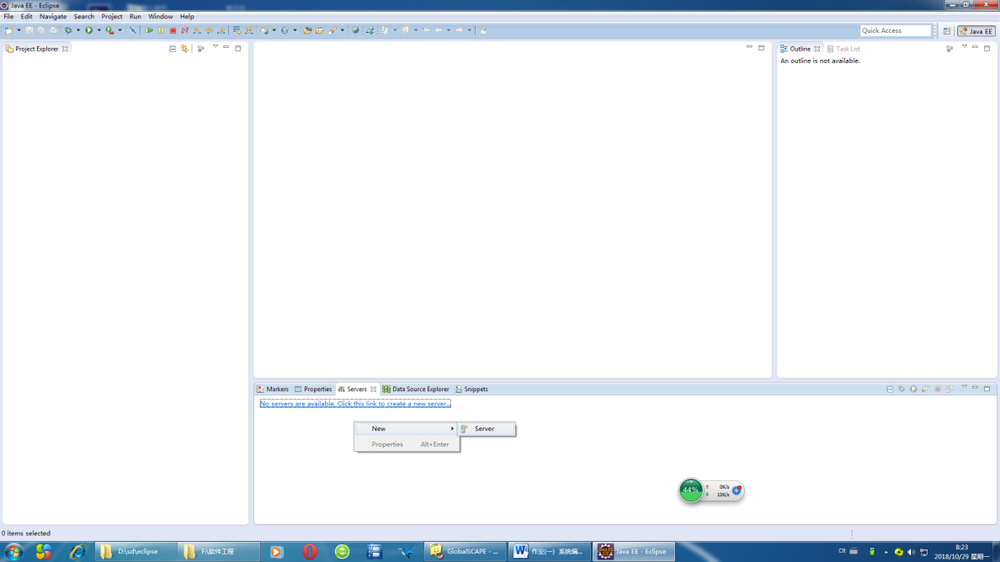 Java EE - Eclipse
File Edit Navigate Search Project Run Window Help
Quick Access
Java EE
Project Explorer
Outline
Task List
An outline is not available.
Markers
Properties
Servers
Data Source Explorer
Snippets
No servers are available. Click this link to create a new server...
New
Server
Properties Alt+Enter
44%
0K/s
10K/s
0 items selected
D:\sd\eclipse
F:\软件工程
GlobalSCAPE - ...
作业(一) 系统编...
Java EE - Eclipse
CH
8:23
2018/10/29 星期一